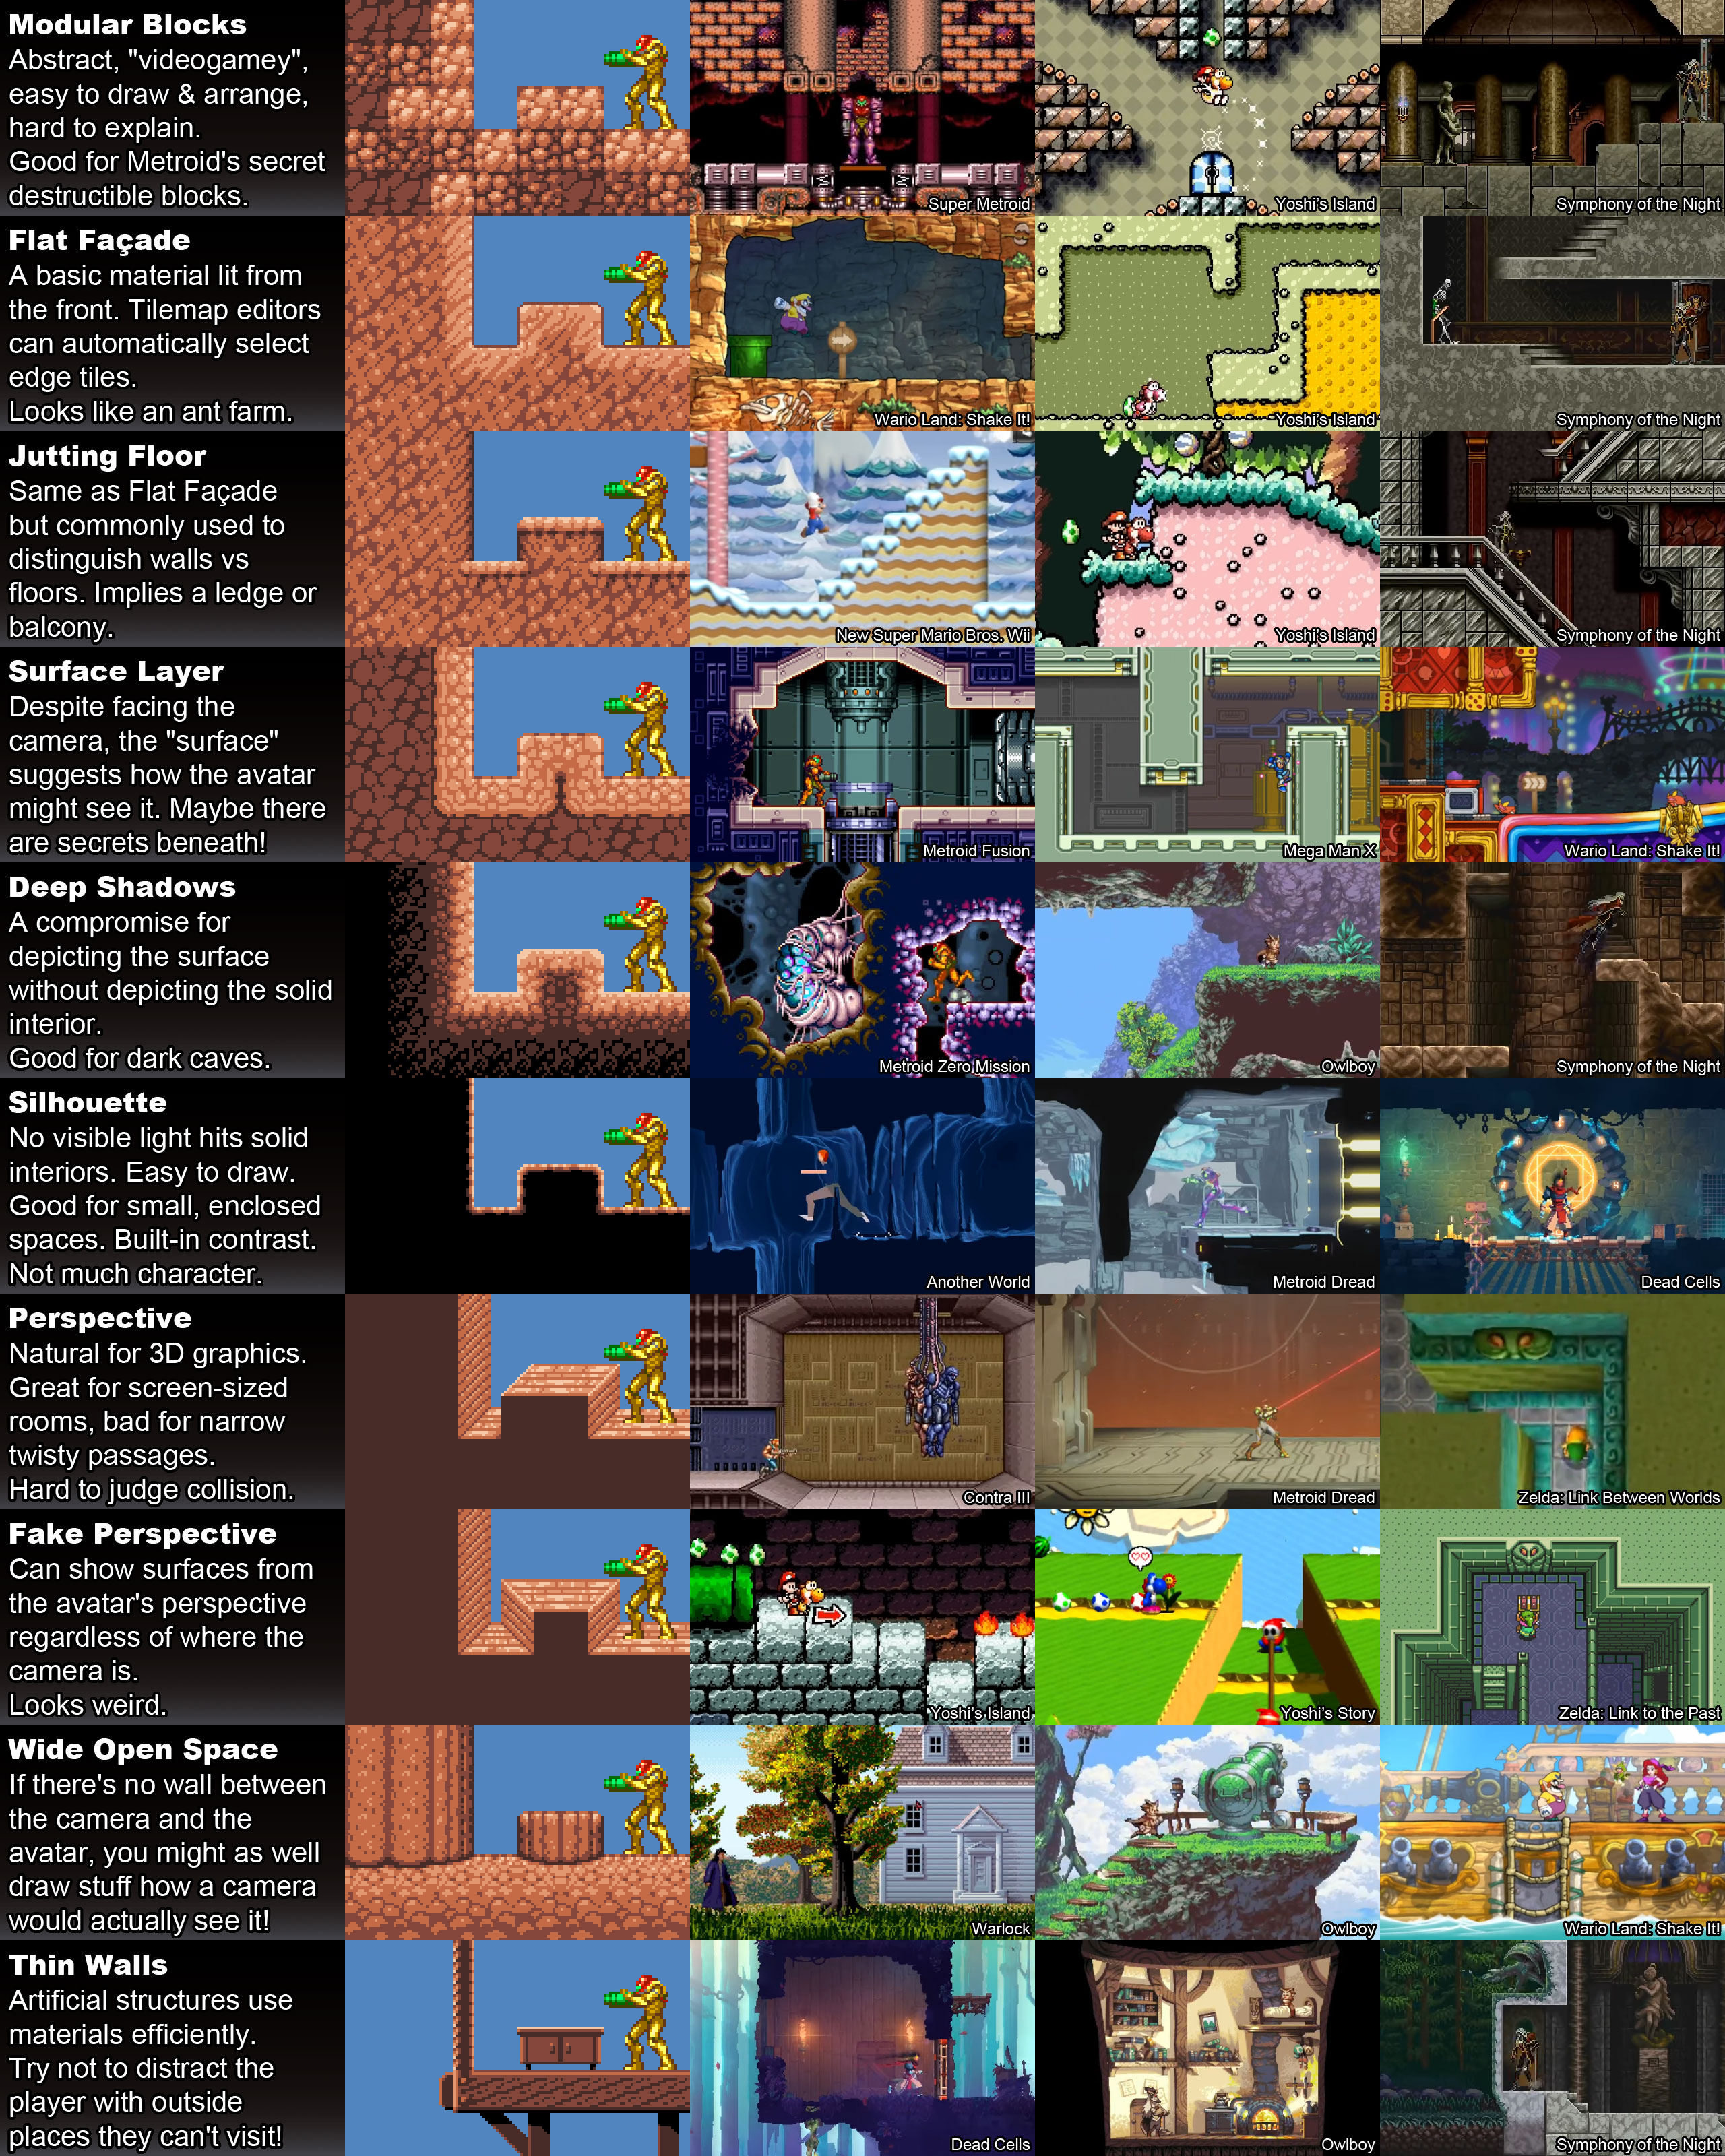 Modular Blocks
Abstract, "videogamey",
easy to draw & arrange,
hard to explain.
Good for Metroid's secret
destructible blocks.
Super Metroid
Yoshi's Island
Symphony of the Night
Flat Façade
A basic material lit from
the front. Tilemap editors
can automatically select
edge tiles.
Looks like an ant farm.
Wario Land: Shake It!
Yoshi's Island
Symphony of the Night
Jutting Floor
Same as Flat Façade
but commonly used to
distinguish walls vs
floors. Implies a ledge or
balcony.
New Super Mario Bros. Wii
Yoshi's Island
Symphony of the Night
Surface Layer
Despite facing the
camera, the "surface"
suggests how the avatar
might see it. Maybe there
are secrets beneath!
Metroid Fusion
Mega Man X
Wario Land: Shake It!
Deep Shadows
A compromise for
depicting the surface
without depicting the solid
interior.
Good for dark caves.
Metroid Zero Mission
Owlboy
Symphony of the Night
Silhouette
No visible light hits solid
interiors. Easy to draw.
Good for small, enclosed
spaces. Built-in contrast.
Not much character.
Another World
Metroid Dread
Dead Cells
Perspective
Natural for 3D graphics.
Great for screen-sized
rooms, bad for narrow
twisty passages.
Hard to judge collision.
Contra III
Metroid Dread
Zelda: Link Between Worlds
Fake Perspective
Can show surfaces from
the avatar's perspective
regardless of where the
camera is.
Looks weird.
Yoshi's Island
Yoshi's Story
Zelda: Link to the Past
Wide Open Space
If there's no wall between
the camera and the
avatar, you might as well
draw stuff how a camera
would actually see it!
Warlock
Owlboy
Wario Land: Shake It!
Thin Walls
Artificial structures use
materials efficiently.
Try not to distract the
player with outside
places they can't visit!
Dead Cells
Owlboy
Symphony of the Night